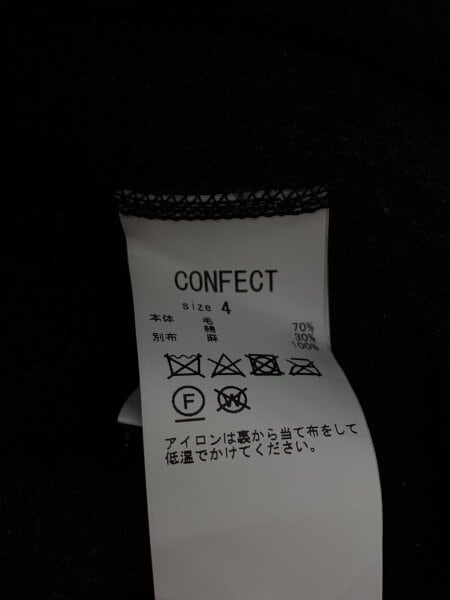 CONFECT
size 4
本体 毛 70%
30%
別布 麻 100%
F W
アイロンは裏から当て布をして
低温でかけてください。